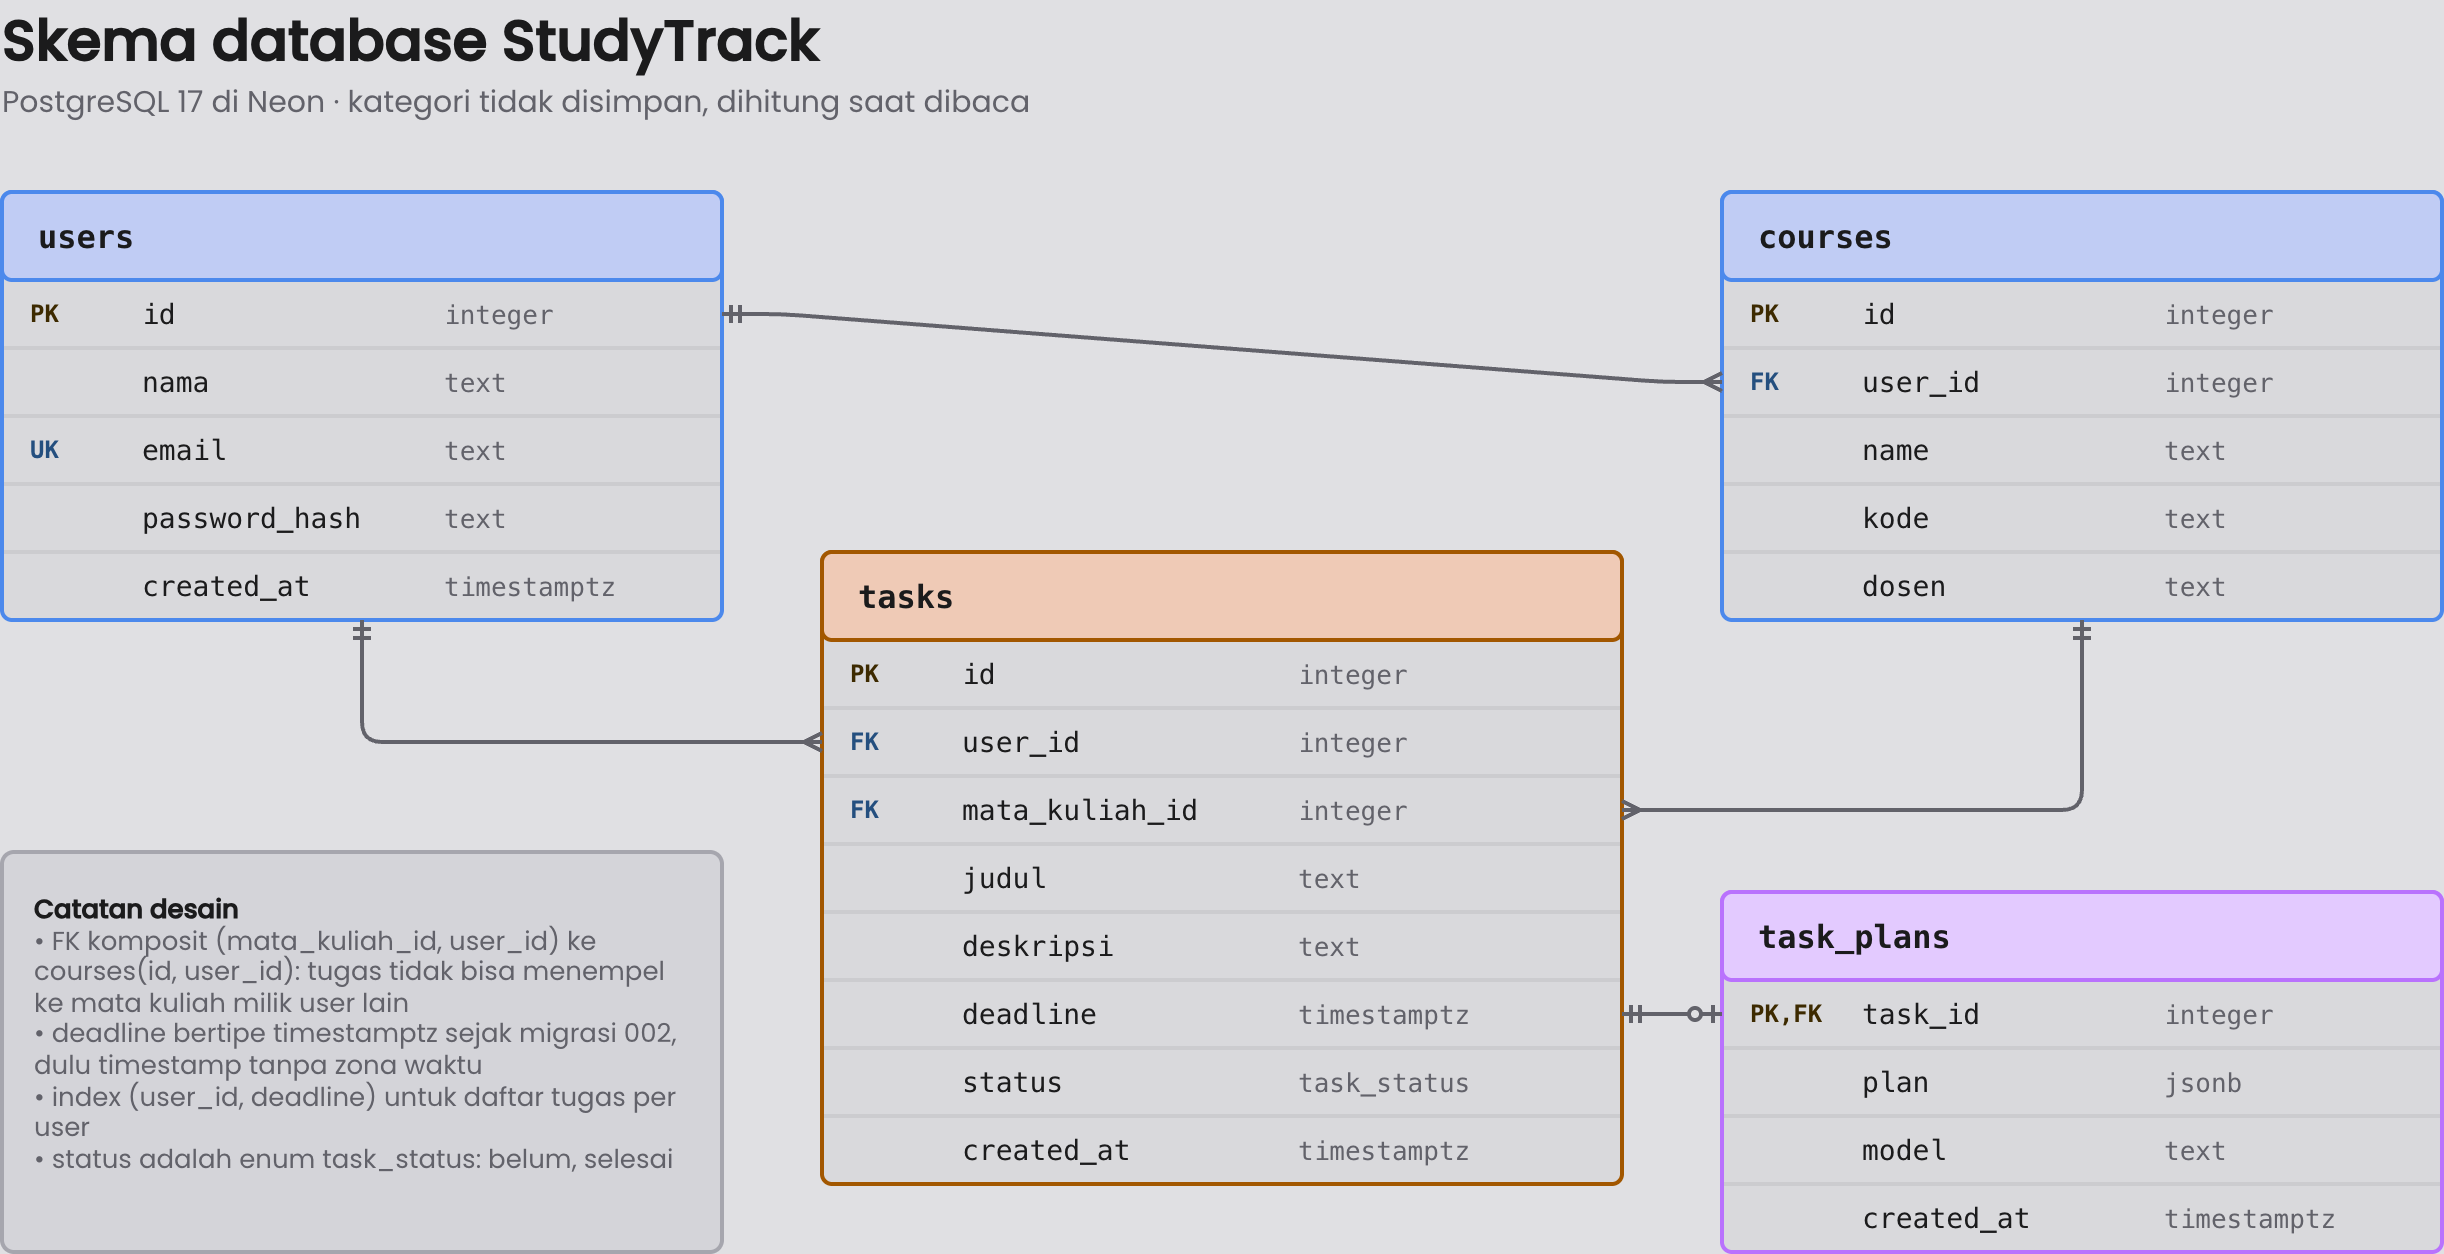 Skema database StudyTrack
PostgreSQL 17 di Neon · kategori tidak disimpan, dihitung saat dibaca
users
PK id integer
nama text
UK email text
password_hash text
created_at timestamptz
courses
PK id integer
FK user_id integer
name text
kode text
dosen text
tasks
PK id integer
FK user_id integer
FK mata_kuliah_id integer
judul text
deskripsi text
deadline timestamptz
status task_status
created_at timestamptz
Catatan desain
• FK komposit (mata_kuliah_id, user_id) ke
courses(id, user_id): tugas tidak bisa menempel
ke mata kuliah milik user lain
• deadline bertipe timestamptz sejak migrasi 002,
dulu timestamp tanpa zona waktu
• index (user_id, deadline) untuk daftar tugas per
user
• status adalah enum task_status: belum, selesai
task_plans
PK,FK task_id integer
plan jsonb
model text
created_at timestamptz